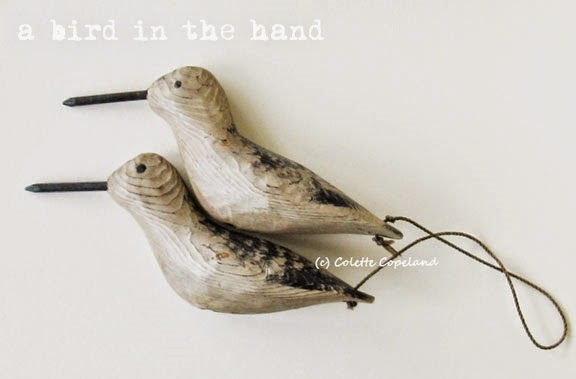 a bird in the hand
(c) Colette Copeland